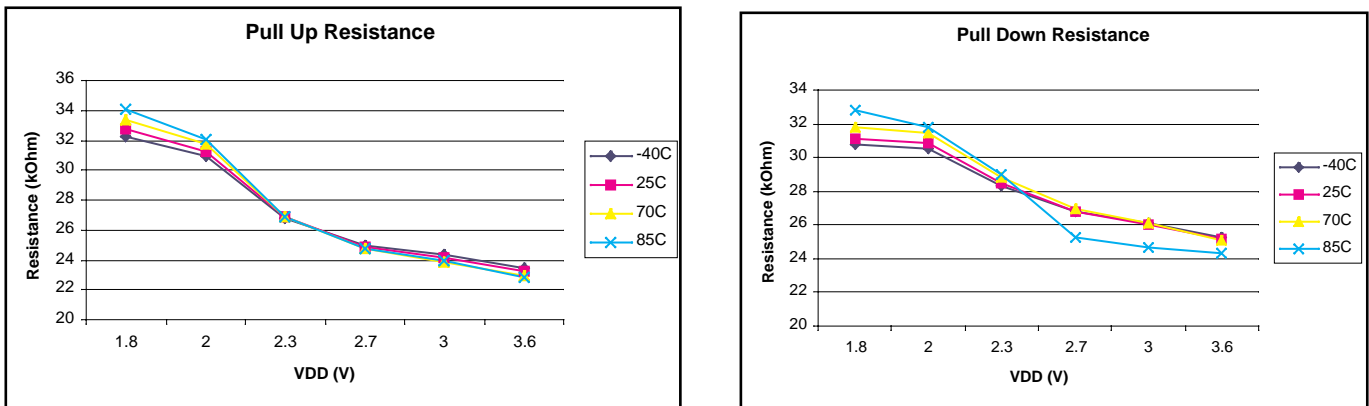 Pull Up Resistance
36
34
32
30
28
26
24
22
20
Resistance (kOhm)
1.8 2 2.3 2.7 3 3.6
VDD (V)
-40C
25C
70C
85C
Pull Down Resistance
34
32
30
28
26
24
22
20
Resistance (kOhm)
1.8 2 2.3 2.7 3 3.6
VDD (V)
-40C
25C
70C
85C